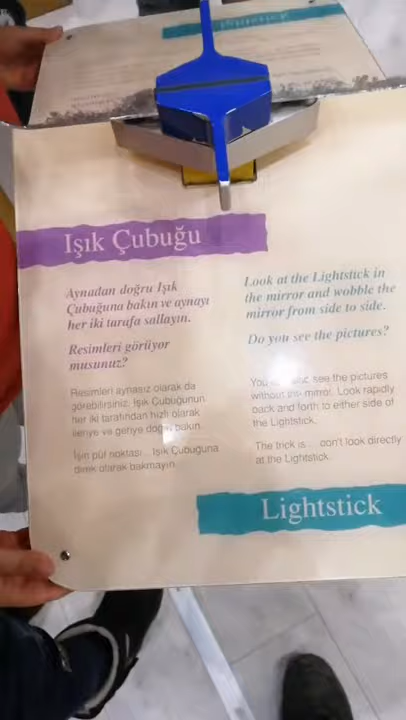 Lightstick
Işık Çubuğu
Aynadan doğru Işık
Çubuğuna bakın ve aynayı
her iki tarafa sallayın.
Resimleri görüyor
musunuz?
Resimleri aynasız olarak da
görebilirsiniz. Işık Çubuğunun
her iki tarafından hızlı olarak
ileriye ve geriye doğru bakın.
İşin püf noktası... Işık Çubuğuna
direk olarak bakmayın.
Look at the Lightstick in
the mirror and wobble the
mirror from side to side.
Do you see the pictures?
You see the pictures
without the mirror. Look rapidly
back and forth to either side of
the Lightstick.
The trick is ... don't look directly
at the Lightstick.
Lightstick